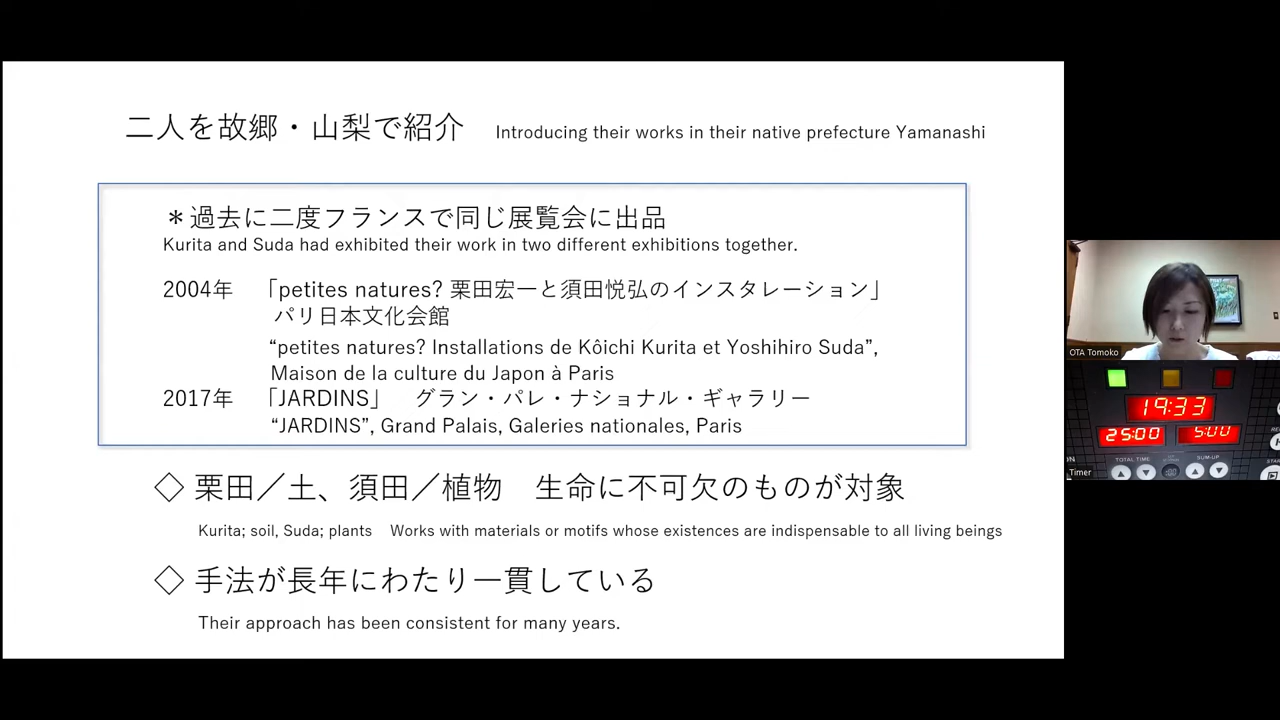 二人を故郷・山梨で紹介 Introducing their works in their native prefecture Yamanashi
＊過去に二度フランスで同じ展覧会に出品
Kurita and Suda had exhibited their work in two different exhibitions together.
2004年 「petites natures? 栗田宏一と須田悦弘のインスタレーション」
パリ日本文化会館
“petites natures? Installations de Kôichi Kurita et Yoshihiro Suda”,
Maison de la culture du Japon à Paris
2017年 「JARDINS」 グラン・パレ・ナショナル・ギャラリー
“JARDINS”, Grand Palais, Galeries nationales, Paris
◇ 栗田／土、須田／植物 生命に不可欠のものが対象
Kurita; soil, Suda; plants Works with materials or motifs whose existences are indispensable to all living beings
◇ 手法が長年にわたり一貫している
Their approach has been consistent for many years.
OTA Tomoko
19:33
25:00 5:00
TOTAL TIME SUM-UP
Timer